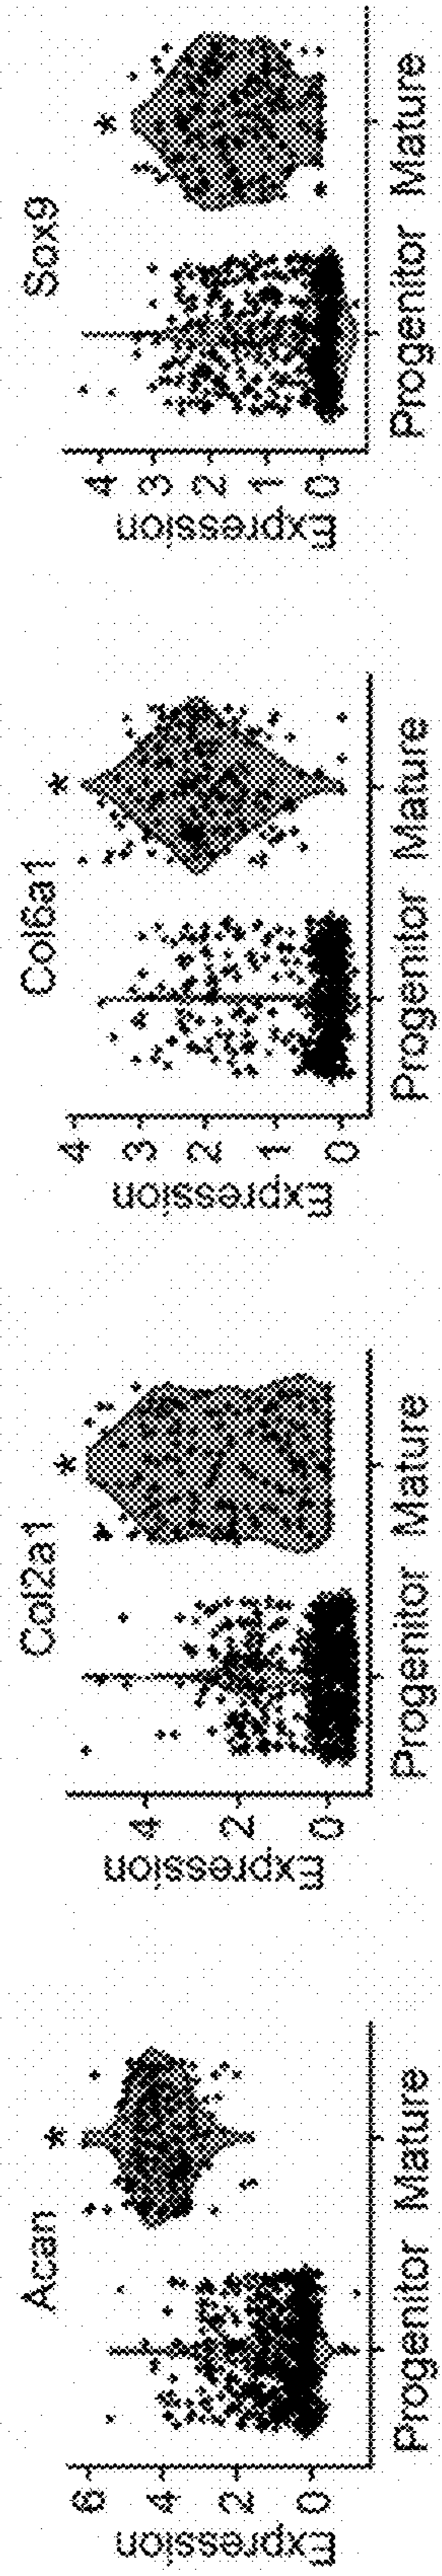 Acan
*
Expression
6
4
2
0
Progenitor Mature
Col2a1
*
Expression
4
2
0
Progenitor Mature
Col6a1
*
Expression
4
3
2
1
0
Progenitor Mature
Sox9
*
Expression
4
3
2
1
0
Progenitor Mature